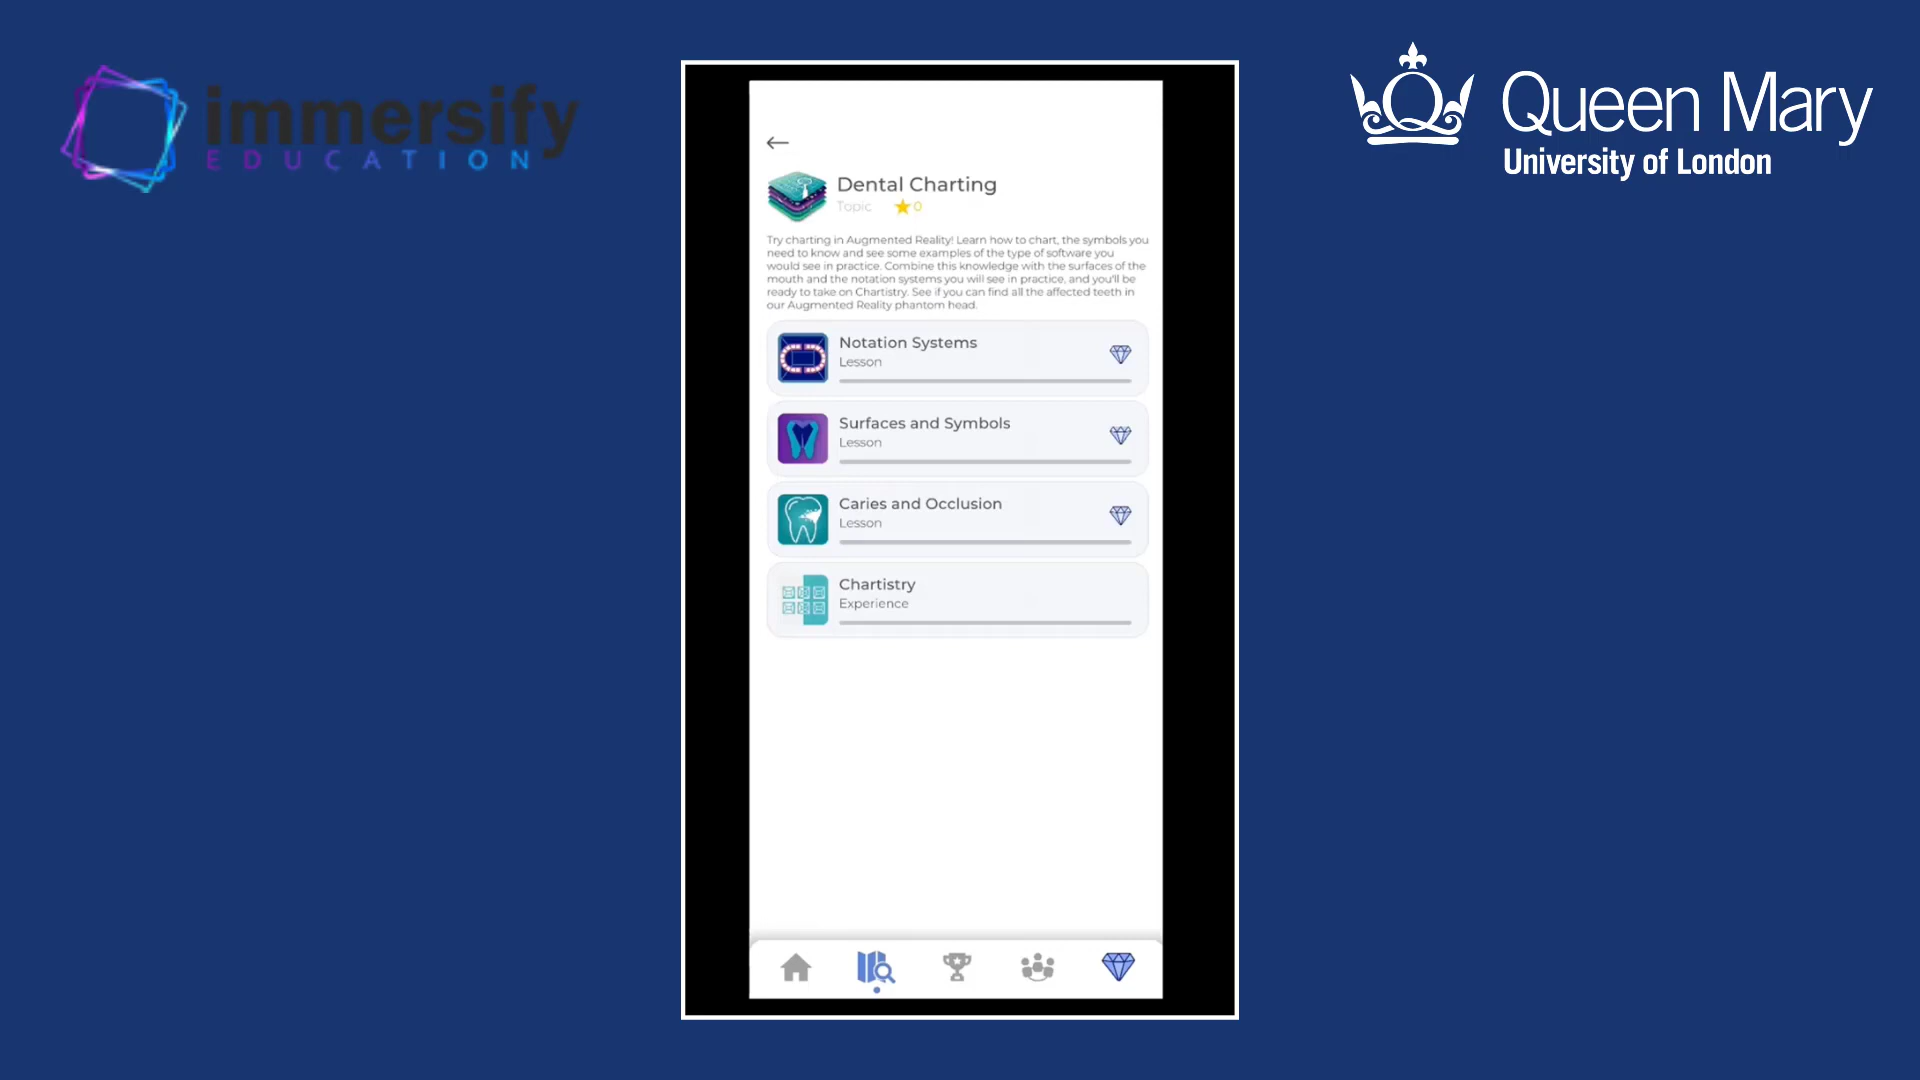 immersify
EDUCATION
Queen Mary
University of London
Dental Charting
Topic
0
Try charting in Augmented Reality! Learn how to chart, the symbols you
need to know and see some examples of the type of software you
would see in practice. Combine this knowledge with the surfaces of the
mouth and the notation systems you will see in practice, and you'll be
ready to take on Chartistry. See if you can find all the affected teeth in
our Augmented Reality phantom head.
Notation Systems
Lesson
Surfaces and Symbols
Lesson
Caries and Occlusion
Lesson
Chartistry
Experience